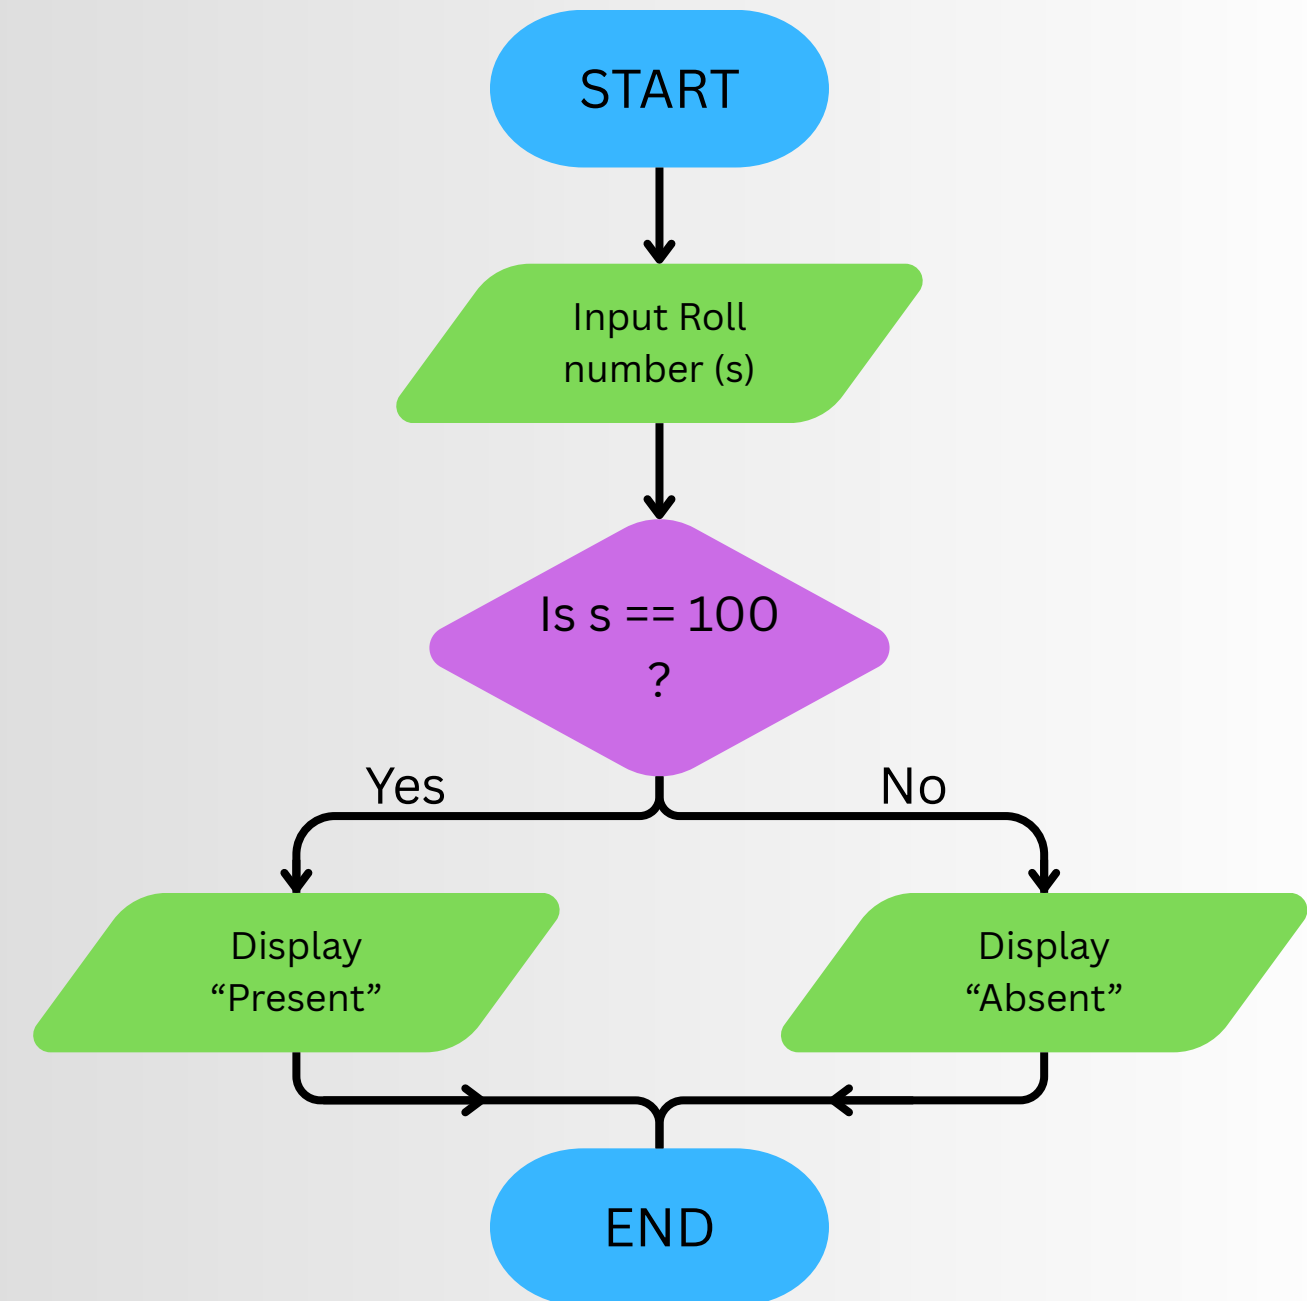 START
Input Roll
number (s)
Is s == 100
?
Yes
No
Display
“Present”
Display
“Absent”
END